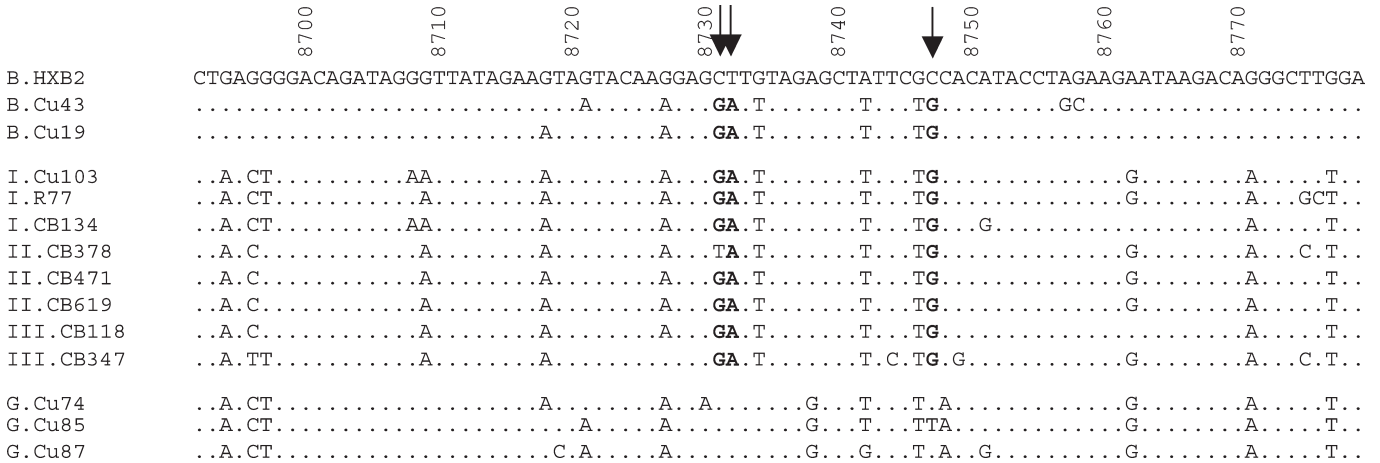 8700 8710 8720 8730 8740 8750 8760 8770
B.HXB2 CTGAGGGGACAGATAGGGTTATAGAAGTAGTACAAGGAGCTTGTAGAGCTATTCGCCACATACCTAGAAGAATAAGACAGGGCTTGGA
B.Cu43 .............................A.....A...GA.T.......T...TG.........GC.....................
B.Cu19 ..........................A........A...GA.T.......T...TG................................
I.Cu103 ..A.CT..........AA........A........A...GA.T.......T...TG..............G........A.....T..
I.R77 ..A.CT...........A........A........A...GA.T.......T...TG..............G........A...GCT..
I.CB134 ..A.CT..........AA........A........A...GA.T.......T...TG...G...................A.....T..
II.CB378 ..A.C............A........A........A...TA.T.......T...TG..............G........A...C.T..
II.CB471 ..A.C............A........A........A...GA.T.......T...TG.......................A.....T..
II.CB619 ..A.C............A........A........A...GA.T.......T...TG..............G........A.....T..
III.CB118 ..A.C............A........A........A...GA.T.......T...TG.......................A.....T..
III.CB347 ..A.TT...........A........A........A...GA.T.......T.C.TG.G............G........A...C.T..
G.Cu74 ..A.CT....................A........A..A.......G...T...T.A.............G........A.....T..
G.Cu85 ..A.CT.......................A.....A..........G...T...TTA.............G........A.....T..
G.Cu87 ..A.CT.....................C.A.....A..........G...G...T.A..G..........G........A.....T..